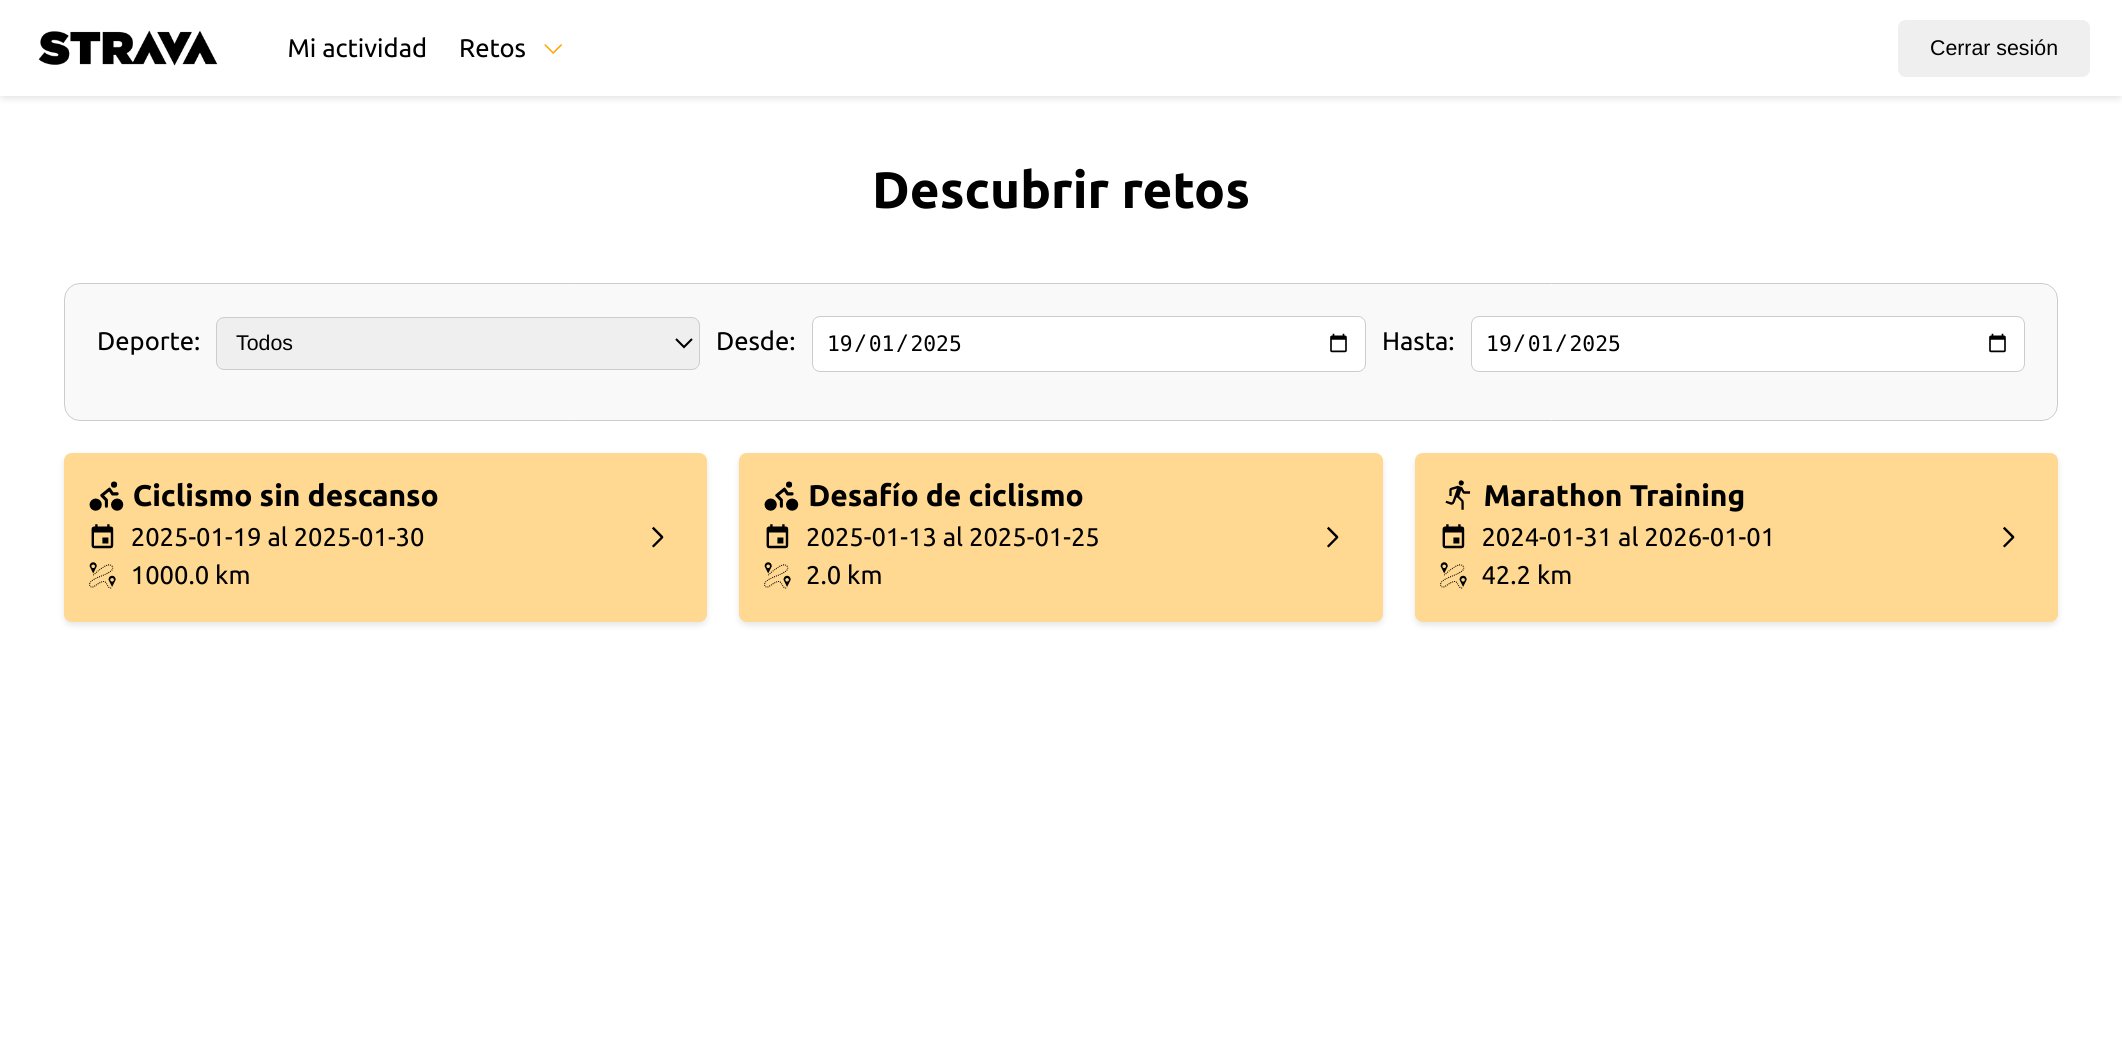 STRAVA Mi actividad Retos Cerrar sesión
Descubrir retos
Deporte: Todos Desde: 19/01/2025 Hasta: 19/01/2025
Ciclismo sin descanso
2025-01-19 al 2025-01-30
1000.0 km
Desafío de ciclismo
2025-01-13 al 2025-01-25
2.0 km
Marathon Training
2024-01-31 al 2026-01-01
42.2 km